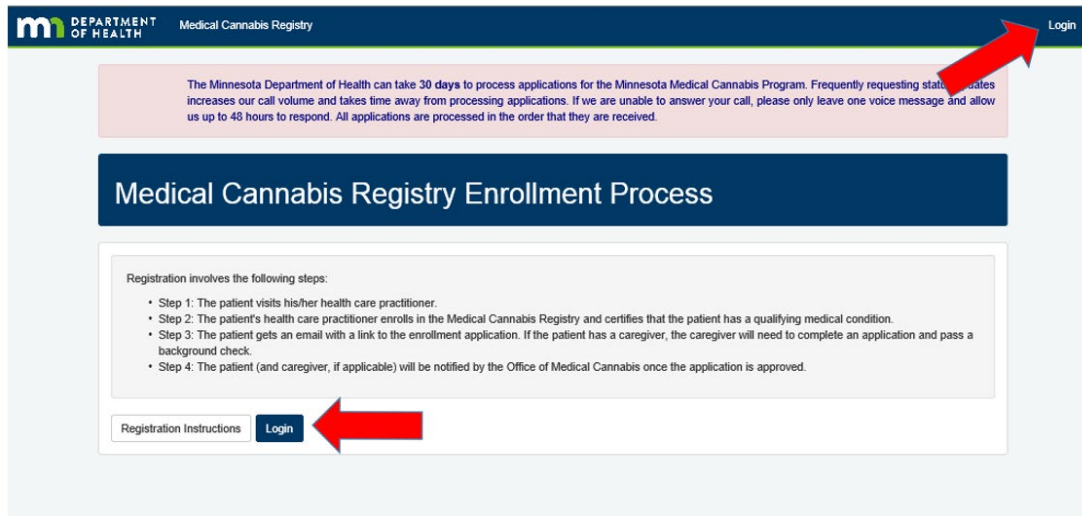 DEPARTMENT
OF HEALTH
Medical Cannabis Registry
Login
The Minnesota Department of Health can take 30 days to process applications for the Minnesota Medical Cannabis Program. Frequently requesting
increases our call volume and takes time away from processing applications. If we are unable to answer your call, please only leave one voice message and allow
us up to 48 hours to respond. All applications are processed in the order that they are received.
Medical Cannabis Registry Enrollment Process
Registration involves the following steps:
• Step 1: The patient visits his/her health care practitioner.
• Step 2: The patient's health care practitioner enrolls in the Medical Cannabis Registry and certifies that the patient has a qualifying medical condition.
• Step 3: The patient gets an email with a link to the enrollment application. If the patient has a caregiver, the caregiver will need to complete an application and pass a
background check.
• Step 4: The patient (and caregiver, if applicable) will be notified by the Office of Medical Cannabis once the application is approved.
Registration Instructions
Login